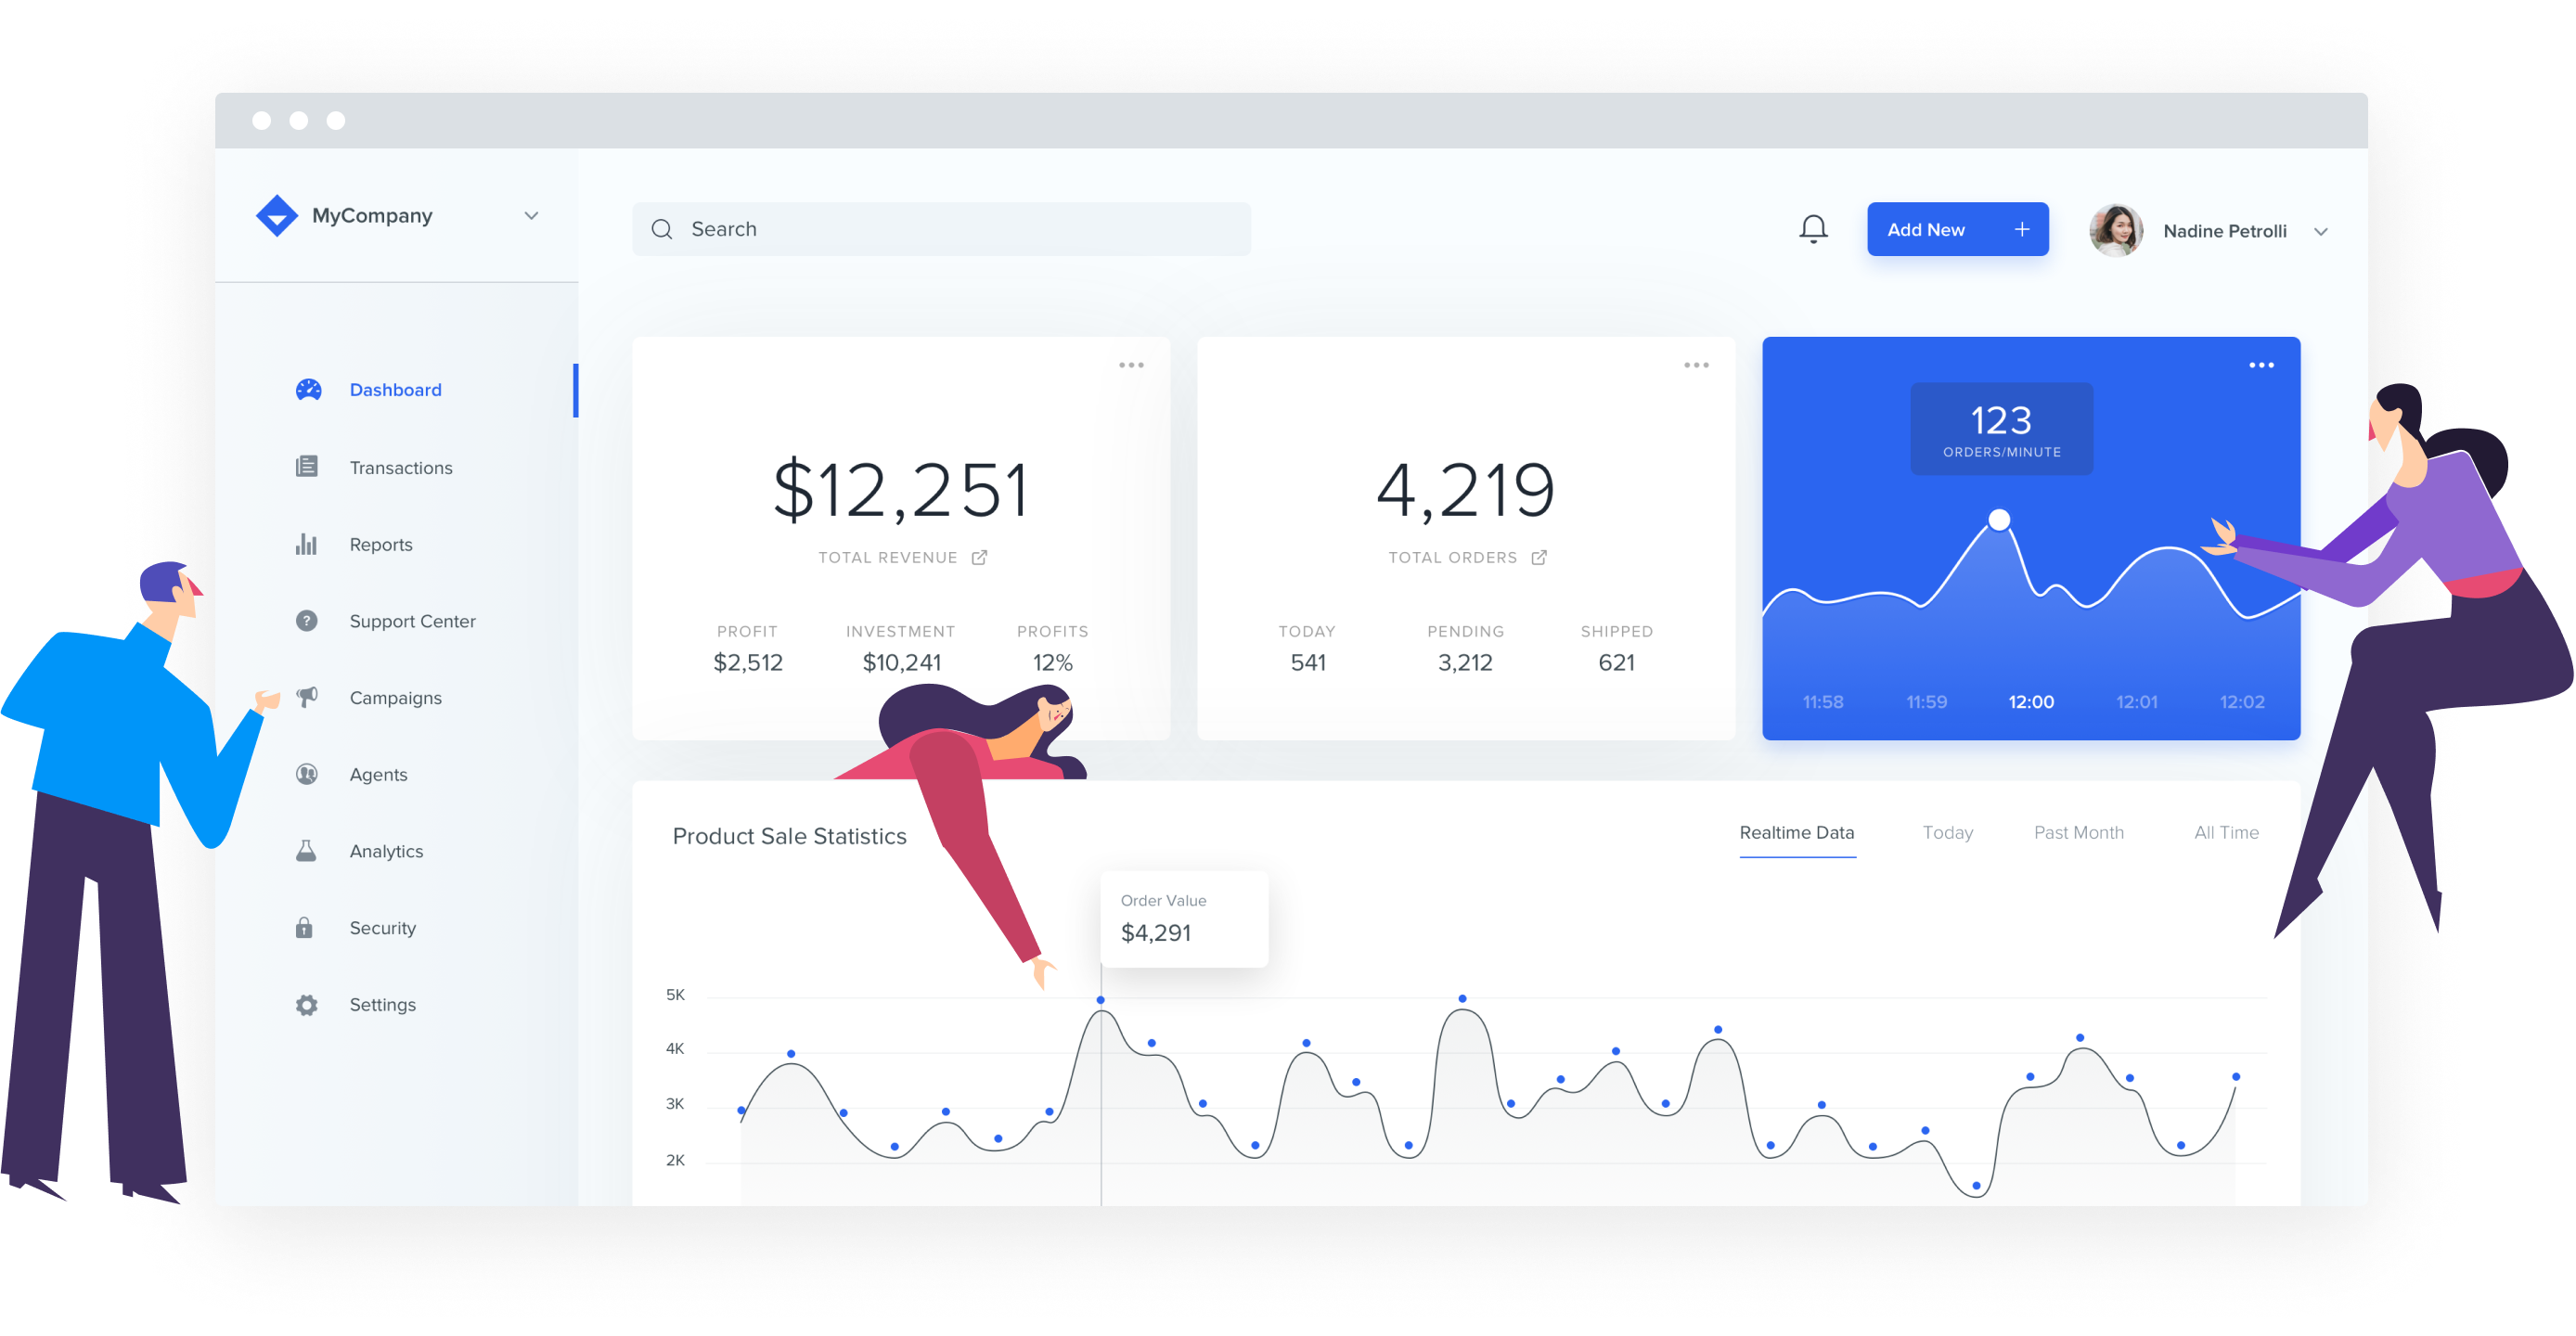 MyCompany
Search
Add New
Nadine Petrolli
Dashboard
Transactions
Reports
Support Center
Campaigns
Agents
Analytics
Security
Settings
$12,251
TOTAL REVENUE
PROFIT INVESTMENT PROFITS
$2,512 $10,241 12%
4,219
TOTAL ORDERS
TODAY PENDING SHIPPED
541 3,212 621
123
ORDERS/MINUTE
11:58 11:59 12:00 12:01 12:02
Product Sale Statistics
Realtime Data Today Past Month All Time
Order Value
$4,291
5K
4K
3K
2K